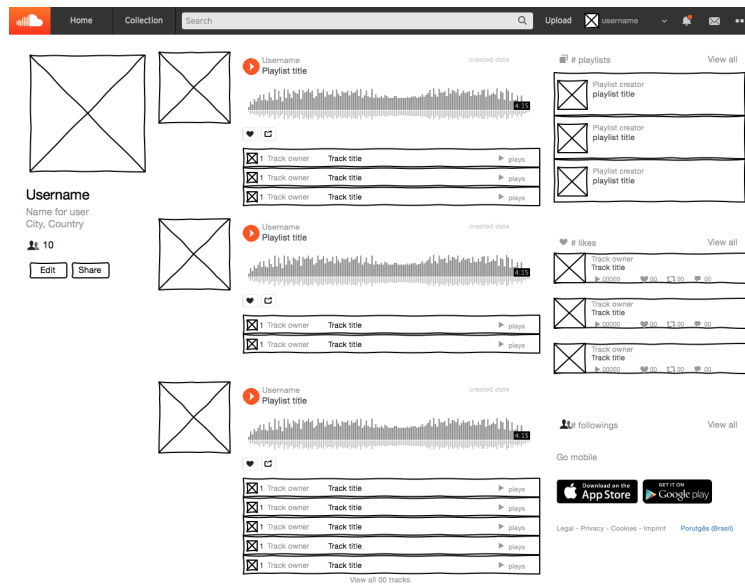 Home Collection Search Upload username
Username
Name for user
City, Country
10
Edit Share
Username created date
Playlist title
4:15
1 Track owner Track title plays
1 Track owner Track title plays
1 Track owner Track title plays
Username created date
Playlist title
4:15
1 Track owner Track title plays
1 Track owner Track title plays
Username created date
Playlist title
4:15
1 Track owner Track title plays
1 Track owner Track title plays
1 Track owner Track title plays
1 Track owner Track title plays
1 Track owner Track title plays
View all 00 tracks
# playlists View all
Playlist creator
playlist title
Playlist creator
playlist title
Playlist creator
playlist title
# likes View all
Track owner
Track title
00000 00 00 00
Track owner
Track title
00000 00 00 00
Track owner
Track title
00000 00 00 00
# followings View all
Go mobile
Download on the
App Store
GET IT ON
Google play
Legal - Privacy - Cookies - Imprint Porutgês (Brasil)